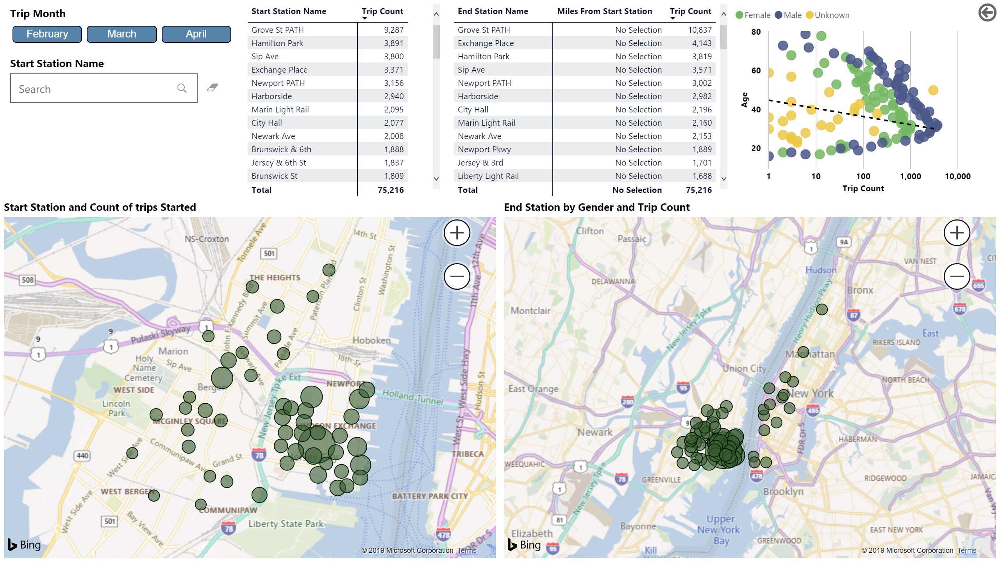 Trip Month
February March April
Start Station Name
Search
Start Station Name Trip Count
Grove St PATH 9,287
Hamilton Park 3,891
Sip Ave 3,800
Exchange Place 3,371
Newport PATH 3,156
Harborside 2,940
Marin Light Rail 2,095
City Hall 2,077
Newark Ave 2,008
Brunswick & 6th 1,888
Jersey & 6th St 1,837
Brunswick St 1,809
Total 75,216
End Station Name Miles From Start Station Trip Count
Grove St PATH No Selection 10,837
Exchange Place No Selection 4,143
Hamilton Park No Selection 3,819
Sip Ave No Selection 3,571
Newport PATH No Selection 3,002
Harborside No Selection 2,982
City Hall No Selection 2,196
Marin Light Rail No Selection 2,160
Newark Ave No Selection 2,153
Newport Pkwy No Selection 1,889
Jersey & 3rd No Selection 1,701
Liberty Light Rail No Selection 1,688
Total No Selection 75,216
Female Male Unknown
80
60
40
20
Age
1 10 100 1,000 10,000
Trip Count
Start Station and Count of trips Started
NS-Croxton
Tonnele Ave
501
14th St
12th Ave
Washington St
THE HEIGHTS
508
Clinton St
11th Ave
John F Kennedy Blvd
Summit Ave
Pulaski Skyway
1
9
1
9
1
Hoboken
Marion
Holy
Name
Cemetery
Sip Ave
18th St
Newark Ave
West Side Hwy
Hudson St
New Jersey Tpke Ext
NEWPORT
WEST SIDE
Bergen
Holland Tunnel
Lincoln
Park
MCGINLEY SQUARE
HUDSON EXCHANGE
West St
Communipaw Ave
Grand St
78
440
West Side Ave
Jersey City
TRIBECA
WEST BERGEN
BATTERY PARK CITY
West Side Ave
COMMUNIPAW
501
Bay View Ave
Liberty State Park
78
478
Bing
© 2019 Microsoft Corporation Terms
End Station by Gender and Trip Count
Clifton
Passaic
1
9A
VAN NEST
Hudson
DELAWANNA
695
Bronx
Henry Hudson Pkwy
Montclair
New Jersey Tpke
87
678
East
RIKERS ISLAND
Manhattan
Union City
NORTH BEACH
East Orange
95
New York
280
495
9
Newark
FDR Dr S
HABERMAN
WEEQUAHIC
1
78
GREENVILLE
478
RIDGEWOOD
Brooklyn
1
New Jersey Tpke
81
Bayonne
Upper
New York
Bay
EAST NEW YORK
Elizabeth
GREENWOOD
95
Kill
Bing
© 2019 Microsoft Corporation Terms